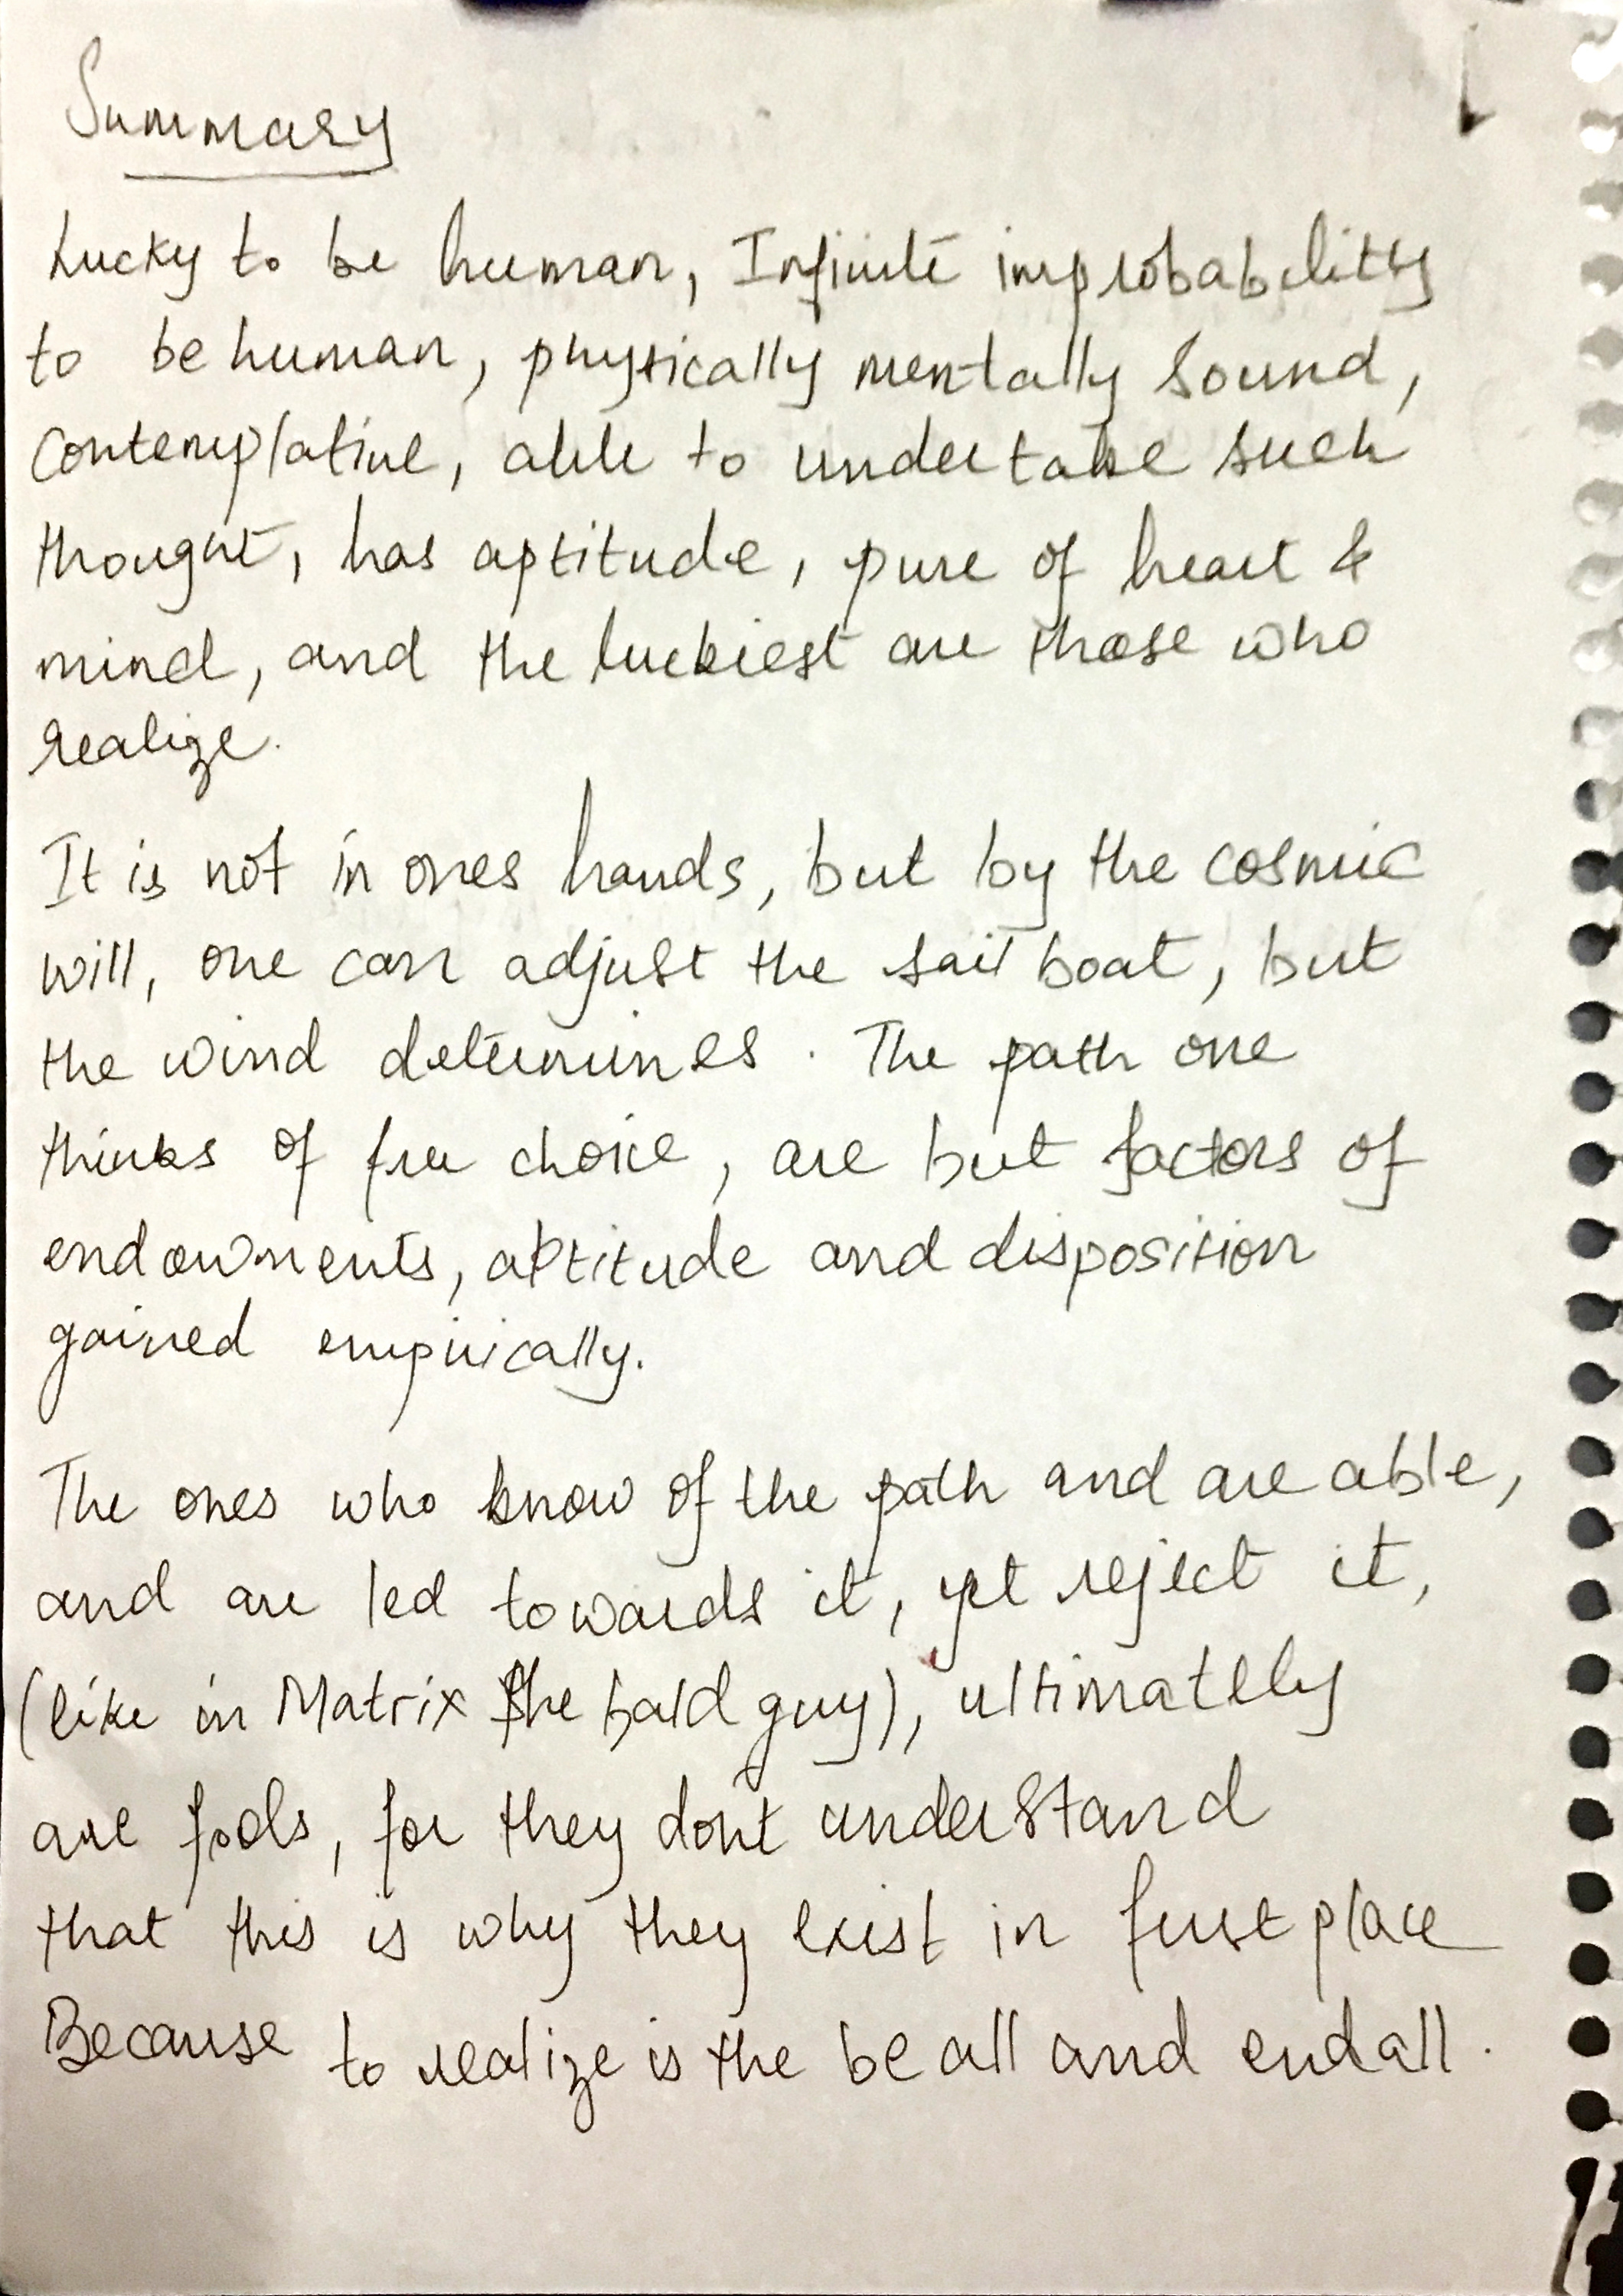 Summary
Lucky to be human, Infinite improbability
to be human, physically mentally sound,
contemplative, able to undertake such
thought, has aptitude, pure of heart &
mind, and the luckiest are those who
realize.
It is not in ones hands, but by the cosmic
will, one can adjust the sail boat, but
the wind determines. The path one
thinks of free choice, are but factors of
endowments, aptitude and disposition
gained empirically.
The ones who know of the path and are able,
and are led towards it, yet reject it,
(like in Matrix the bald guy), ultimately
are fools, for they dont understand
that this is why they exist in first place
Because to realize is the be all and end all.